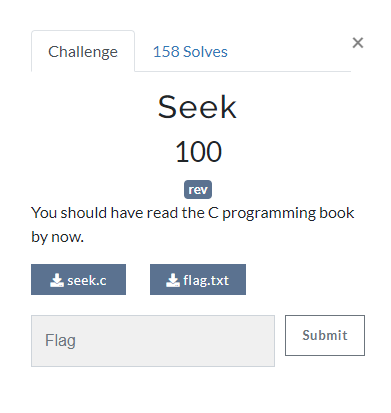 Challenge 158 Solves ×
Seek
100
rev
You should have read the C programming book
by now.
seek.c flag.txt
Flag Submit